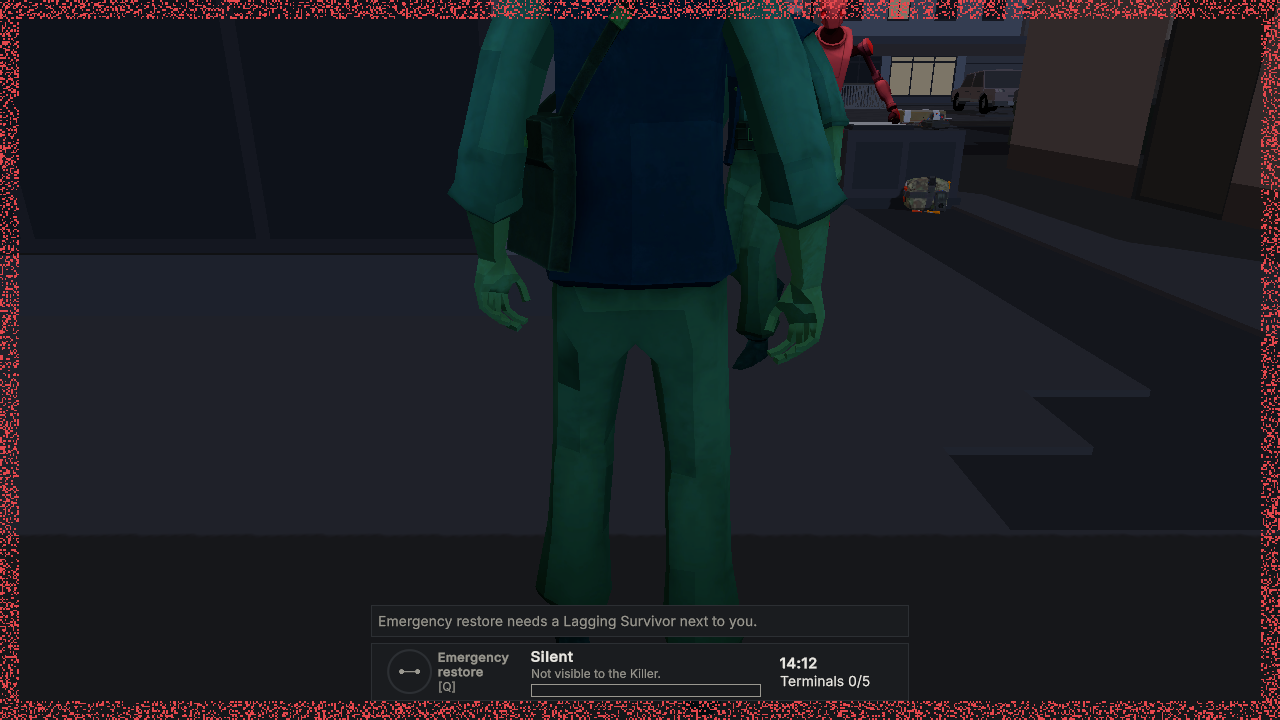 Emergency restore needs a Lagging Survivor next to you.
Emergency
restore
[Q]
Silent
Not visible to the Killer.
14:12
Terminals 0/5